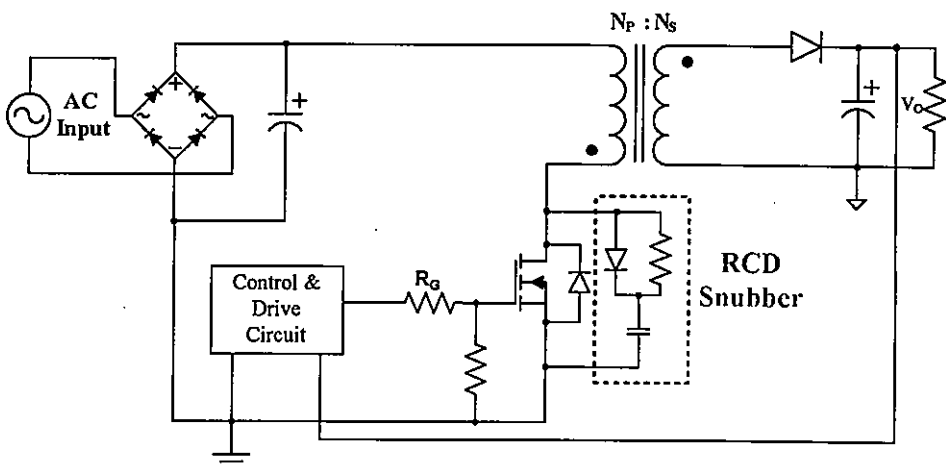 N_P : N_S
AC
Input
+
~
~
−
+
+
V_O
Control &
Drive
Circuit
R_G
RCD
Snubber